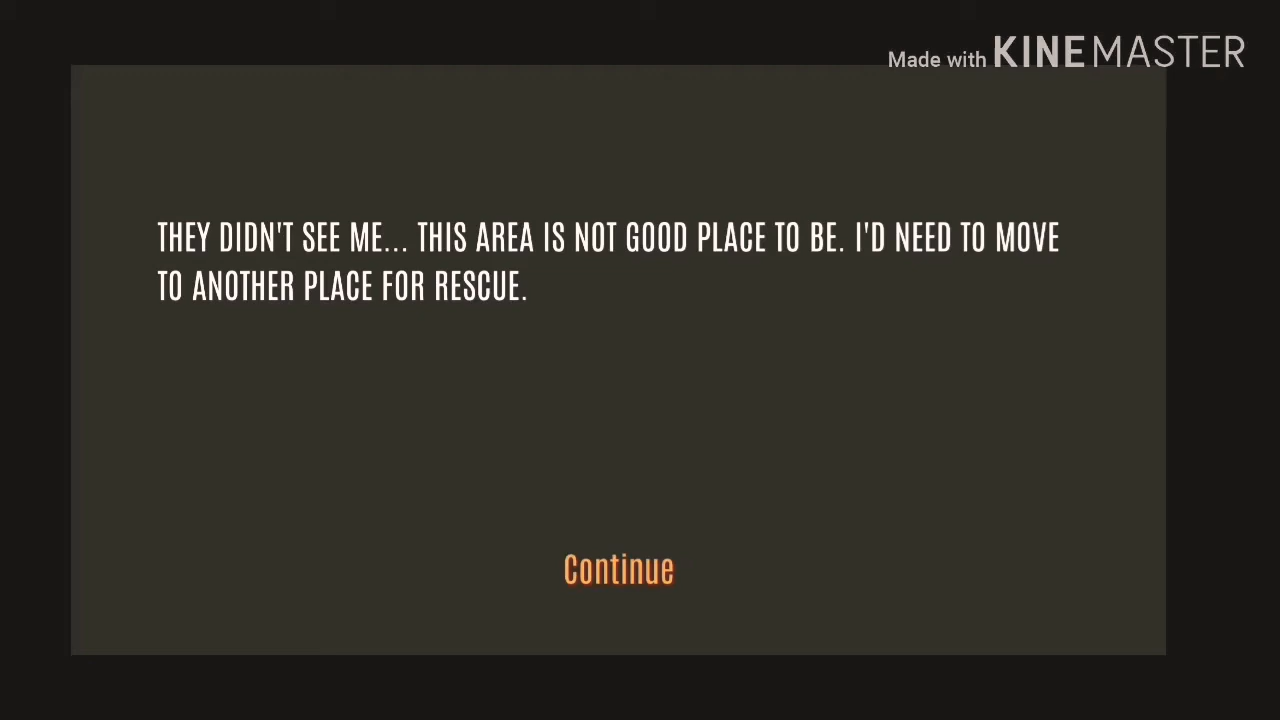 Made with KINEMASTER
THEY DIDN'T SEE ME... THIS AREA IS NOT GOOD PLACE TO BE. I'D NEED TO MOVE
TO ANOTHER PLACE FOR RESCUE.
Continue